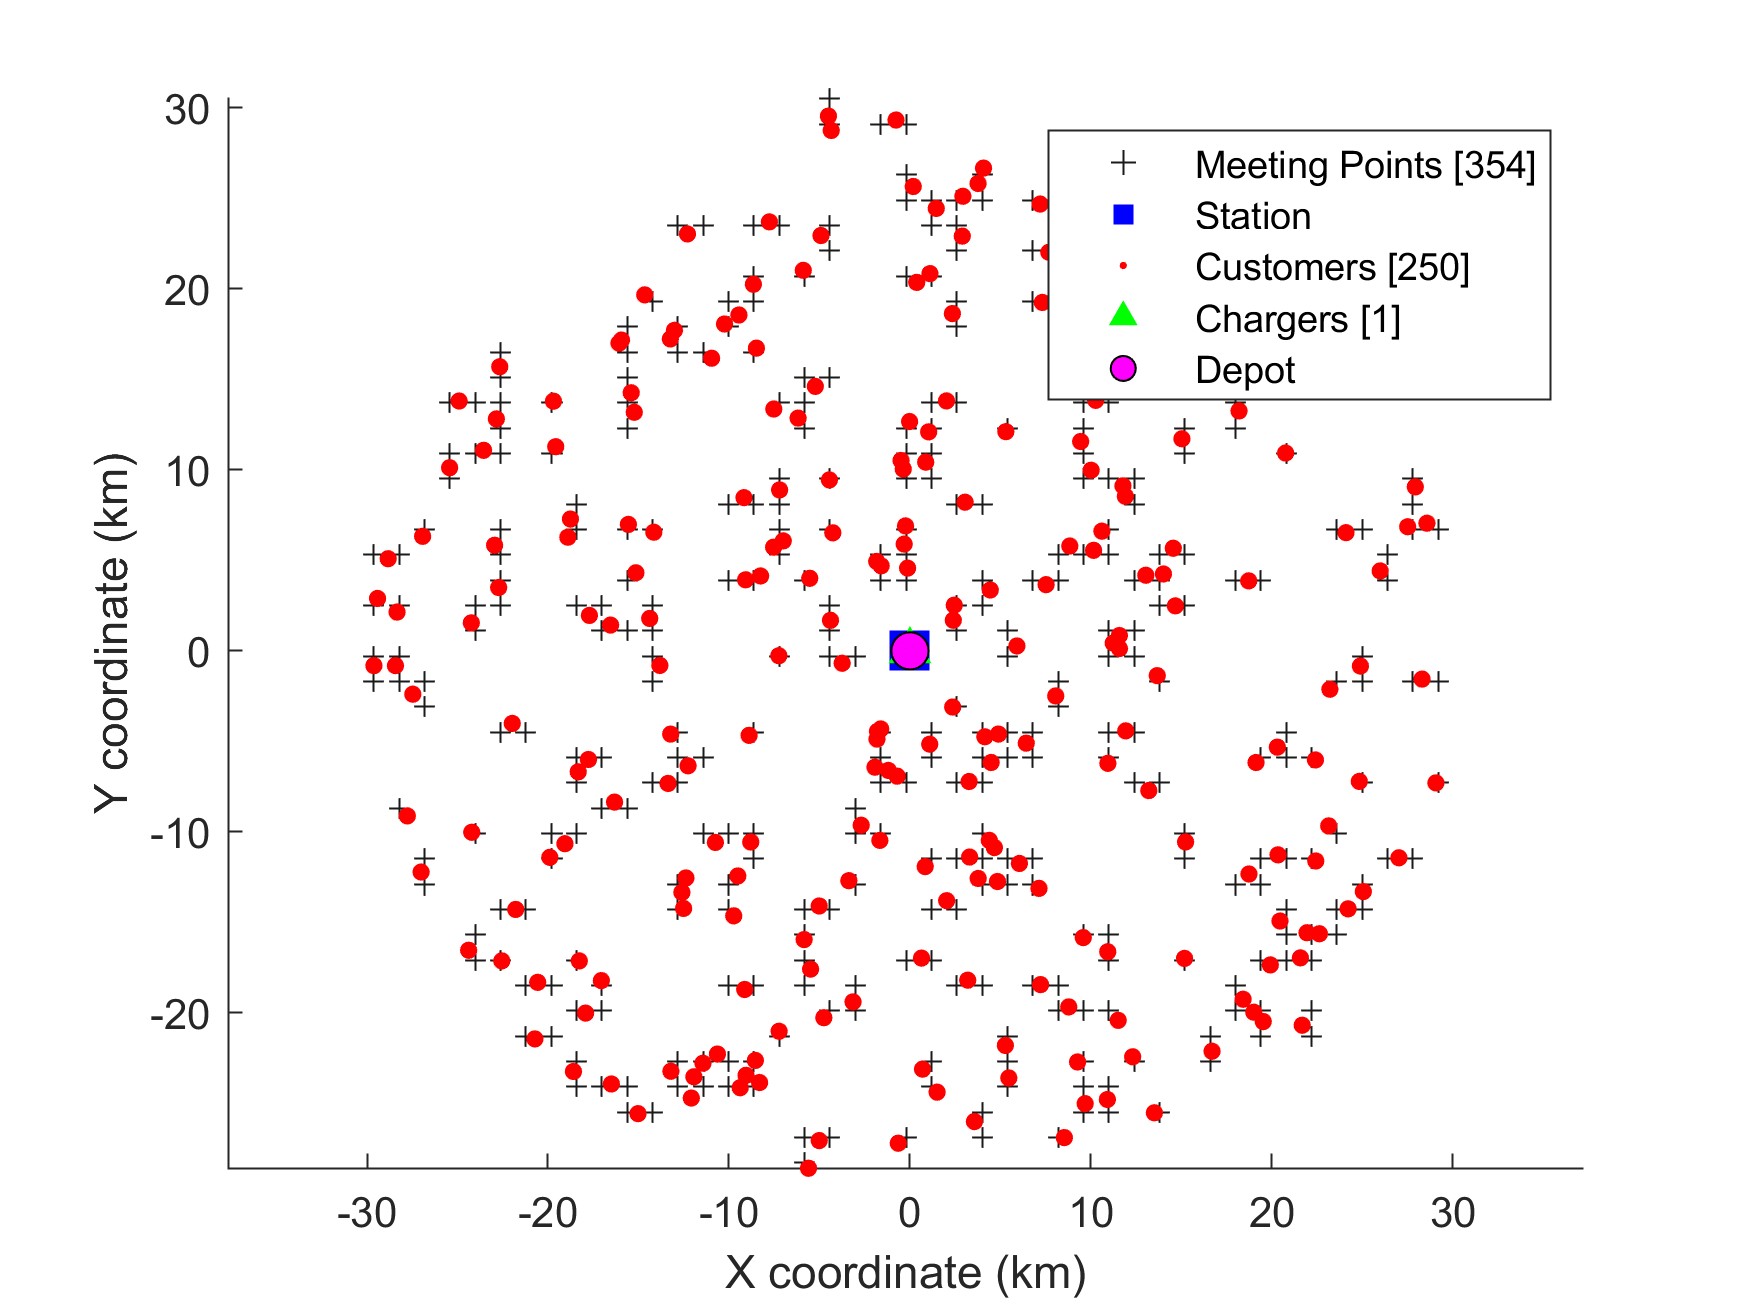 30
20
10
0
-10
-20
-30
-20
-10
0
10
20
30
X coordinate (km)
Y coordinate (km)
Meeting Points [354]
Station
Customers [250]
Chargers [1]
Depot